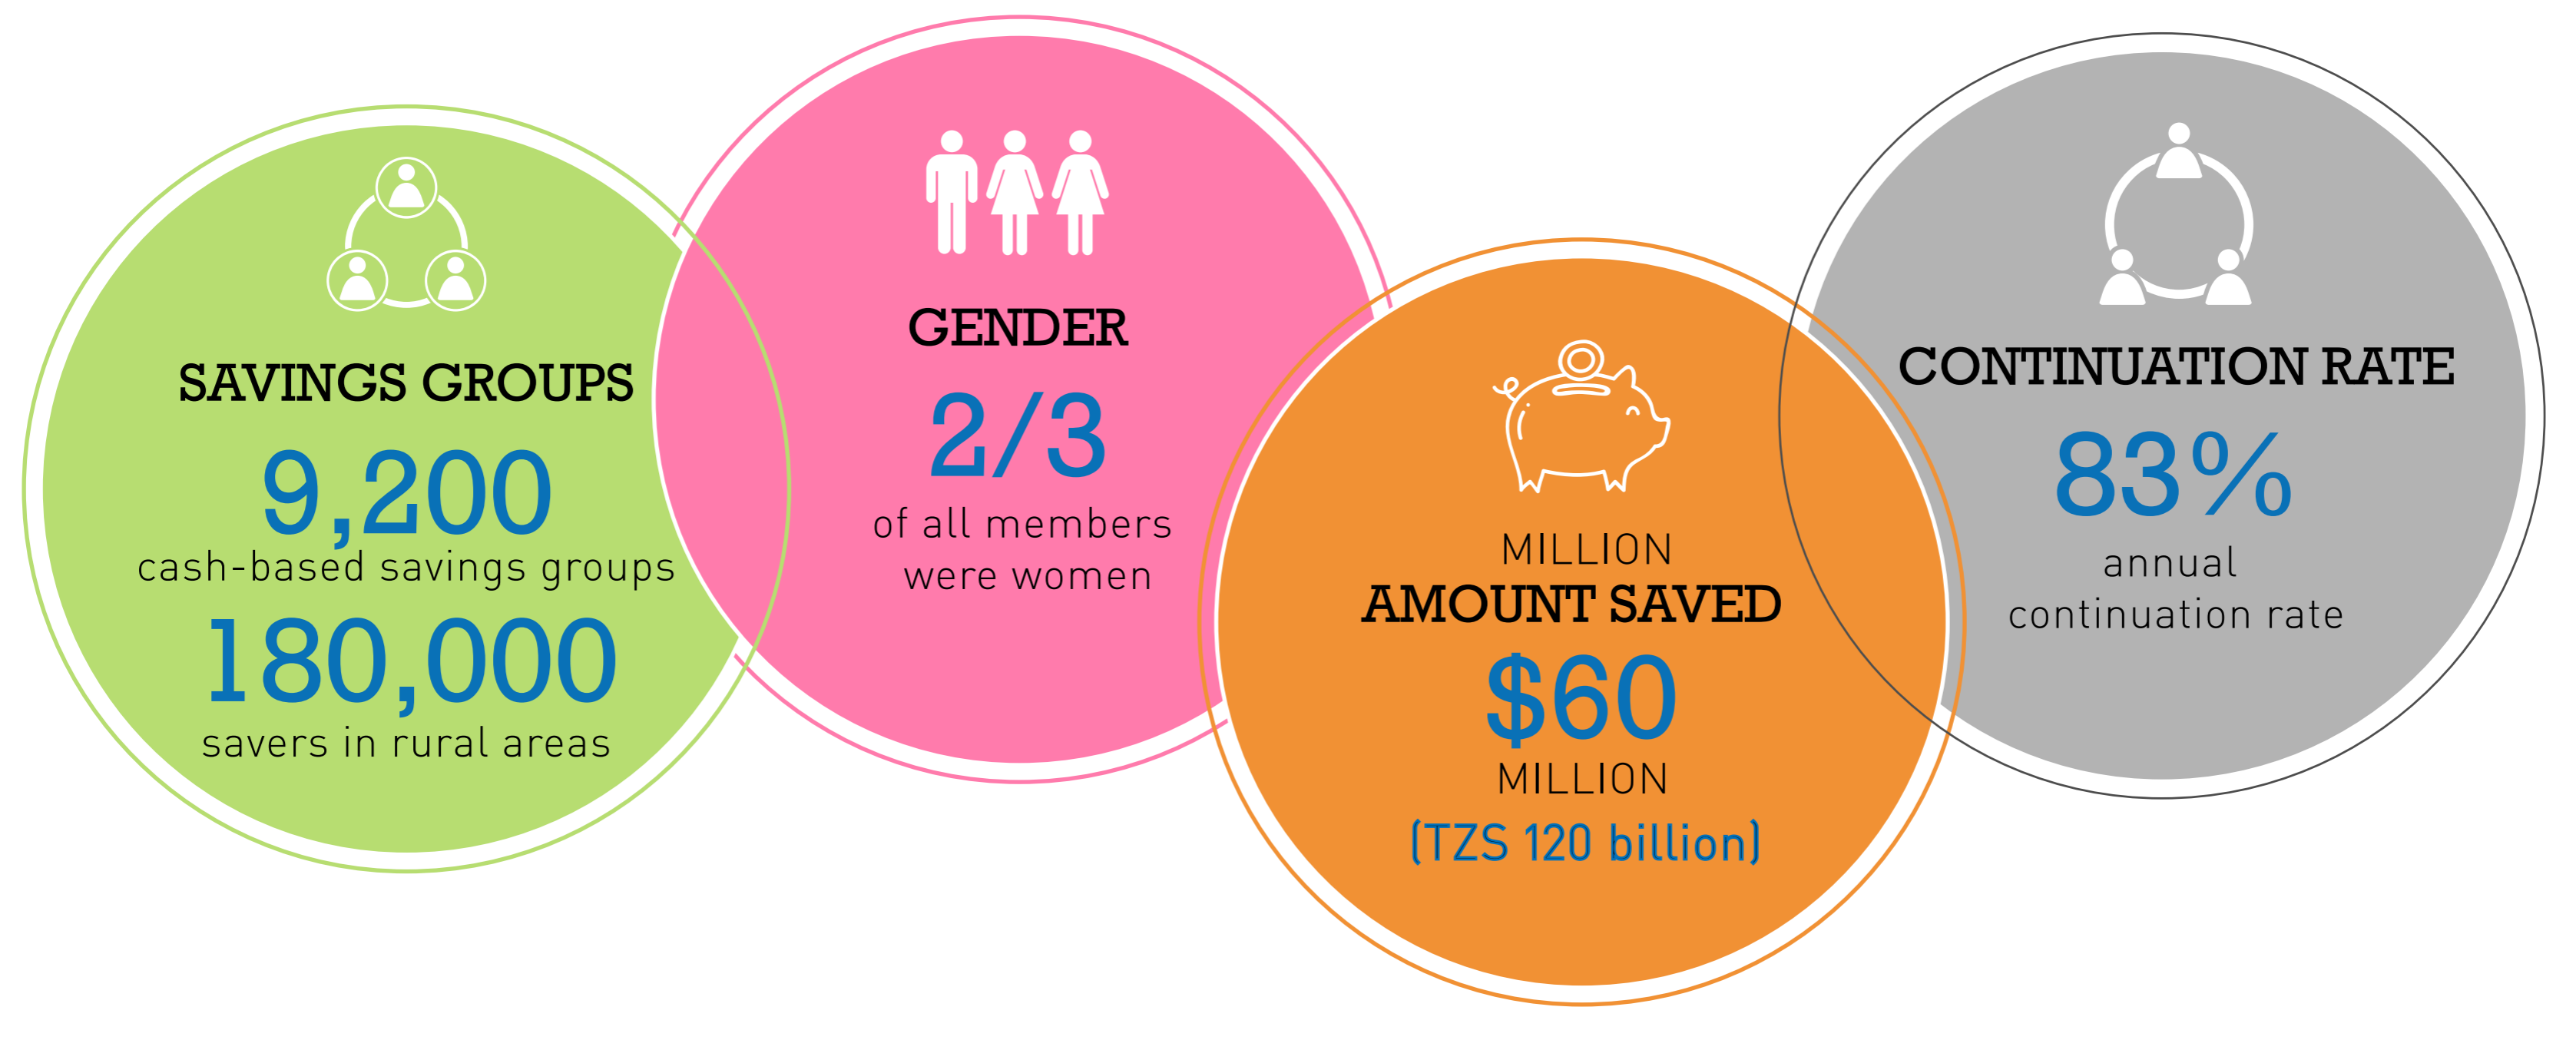 SAVINGS GROUPS
9,200
cash-based savings groups
180,000
savers in rural areas
GENDER
2/3
of all members
were women
MILLION
AMOUNT SAVED
$60
MILLION
(TZS 120 billion)
CONTINUATION RATE
83%
annual
continuation rate